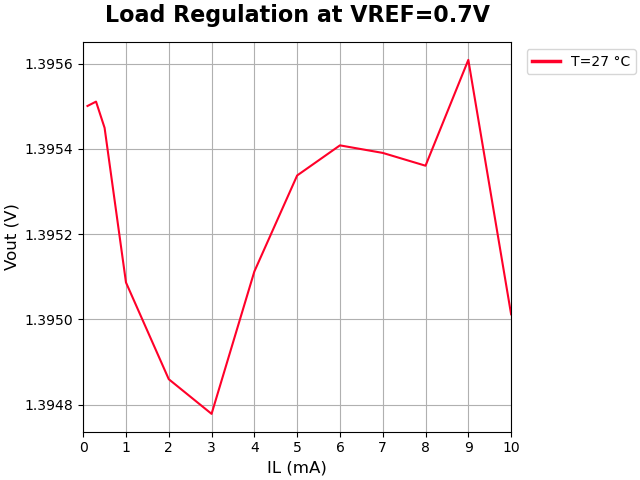 Load Regulation at VREF=0.7V
T=27 °C
Vout (V)
1.3956
1.3954
1.3952
1.3950
1.3948
0 1 2 3 4 5 6 7 8 9 10
IL (mA)